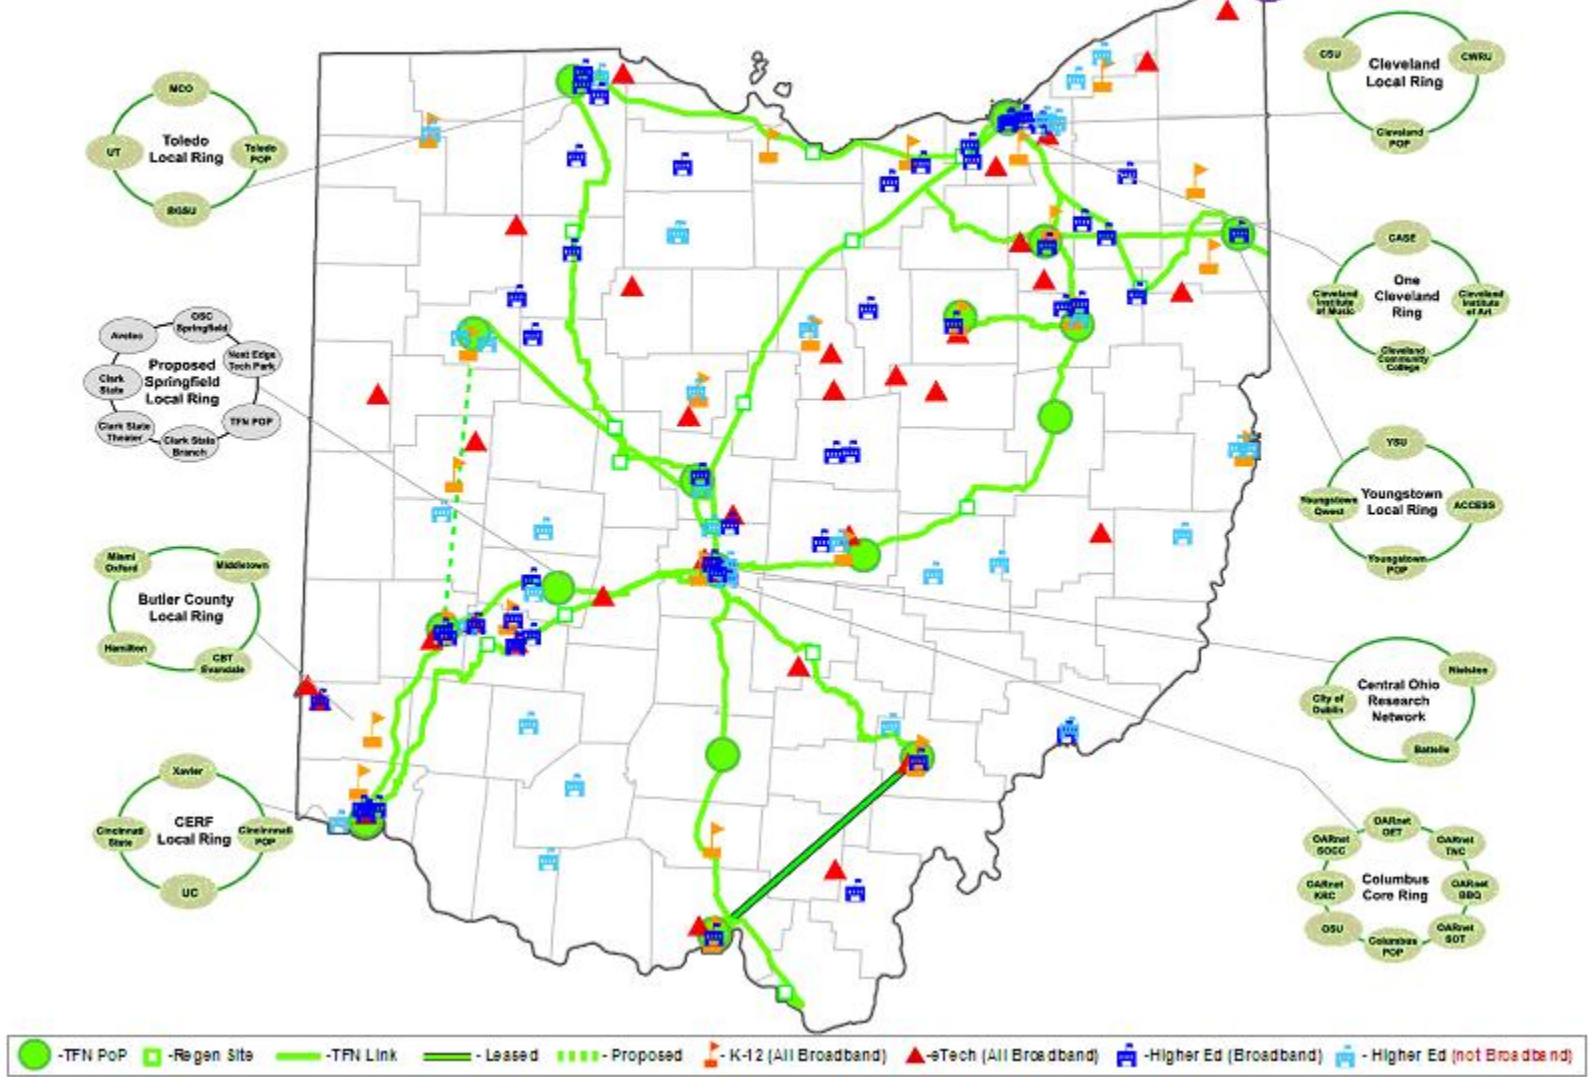 MCO
UT
Toledo
Local Ring
Toledo
POP
BGSU
OSC
Springfield
Avetec
Next Edge
Tech Park
Proposed
Springfield
Local Ring
Clark
State
TFN POP
Clark State
Theater
Clark State
Branch
Miami
Oxford
Middletown
Butler County
Local Ring
Hamilton
CBT
Evandale
Xavier
Cincinnati
State
CERF
Local Ring
Cincinnati
POP
UC
CSU
Cleveland
Local Ring
CWRU
Cleveland
POP
CASE
One
Cleveland
Ring
Cleveland
Institute
of Music
Cleveland
Institute
of Art
Cleveland
Community
College
YSU
Youngstown
Qwest
Youngstown
Local Ring
ACCESS
Youngstown
POP
Central Ohio
Research
Network
City of
Dublin
Battelle
OARnet
OET
OARnet
SOCC
OARnet
TNC
OARnet
KRC
Columbus
Core Ring
OARnet
BBQ
OSU
Columbus
POP
OARnet
SOT
-TFN PoP -Regen Site -TFN Link - Leased - Proposed - K-12 (All Broadband) -eTech (All Broadband) -Higher Ed (Broadband) - Higher Ed (not Broadband)